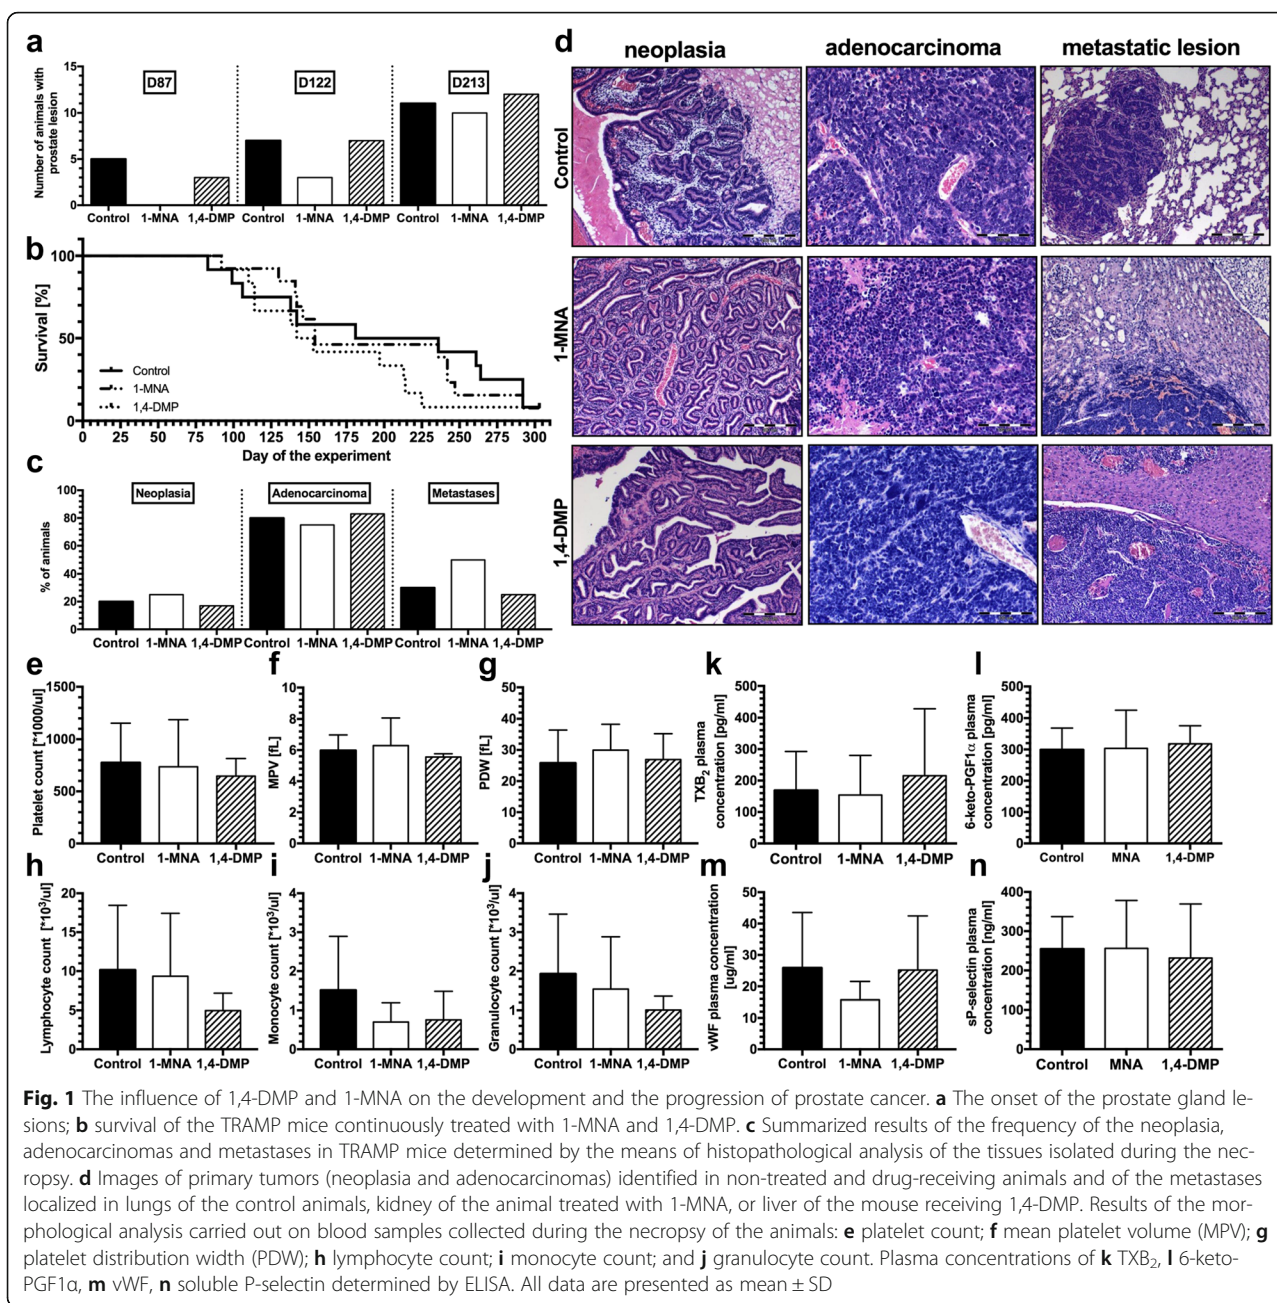 a
Number of animals with
prostate lesion
15
10
5
0
D87
D122
D213
Control 1-MNA 1,4-DMP Control 1-MNA 1,4-DMP Control 1-MNA 1,4-DMP
b
Survival [%]
100
50
0
Control
1-MNA
1,4-DMP
0 25 50 75 100 125 150 175 200 225 250 275 300
Day of the experiment
c
% of animals
100
80
60
40
20
0
Neoplasia
Adenocarcinoma
Metastases
Control 1-MNA 1,4-DMP Control 1-MNA 1,4-DMP Control 1-MNA 1,4-DMP
d
neoplasia adenocarcinoma metastatic lesion
Control
1-MNA
1,4-DMP
e
Platelet count [*1000/ul]
1500
1000
500
0
Control 1-MNA 1,4-DMP
f
MPV [fL]
10
8
6
4
2
0
Control 1-MNA 1,4-DMP
g
PDW [fL]
50
40
30
20
10
0
Control 1-MNA 1,4-DMP
k
TXB2 plasma
concentration [pg/ml]
500
400
300
200
100
0
Control 1-MNA 1,4-DMP
l
6-keto-PGF1α plasma
concentration [pg/ml]
500
400
300
200
100
0
Control MNA 1,4-DMP
h
Lymphocyte count [*10³/ul]
20
15
10
5
0
Control 1-MNA 1,4-DMP
i
Monocyte count [*10³/ul]
4
3
2
1
0
Control 1-MNA 1,4-DMP
j
Granulocyte count [*10³/ul]
4
3
2
1
0
Control 1-MNA 1,4-DMP
m
vWF plasma concentration
[ug/ml]
50
40
30
20
10
0
Control 1-MNA 1,4-DMP
n
sP-selectin plasma
concentration [ng/ml]
400
300
200
100
0
Control MNA 1,4-DMP
Fig. 1 The influence of 1,4-DMP and 1-MNA on the development and the progression of prostate cancer. a The onset of the prostate gland le-
sions; b survival of the TRAMP mice continuously treated with 1-MNA and 1,4-DMP. c Summarized results of the frequency of the neoplasia,
adenocarcinomas and metastases in TRAMP mice determined by the means of histopathological analysis of the tissues isolated during the nec-
ropsy. d Images of primary tumors (neoplasia and adenocarcinomas) identified in non-treated and drug-receiving animals and of the metastases
localized in lungs of the control animals, kidney of the animal treated with 1-MNA, or liver of the mouse receiving 1,4-DMP. Results of the mor-
phological analysis carried out on blood samples collected during the necropsy of the animals: e platelet count; f mean platelet volume (MPV); g
platelet distribution width (PDW); h lymphocyte count; i monocyte count; and j granulocyte count. Plasma concentrations of k TXB₂, l 6-keto-
PGF1α, m vWF, n soluble P-selectin determined by ELISA. All data are presented as mean ± SD